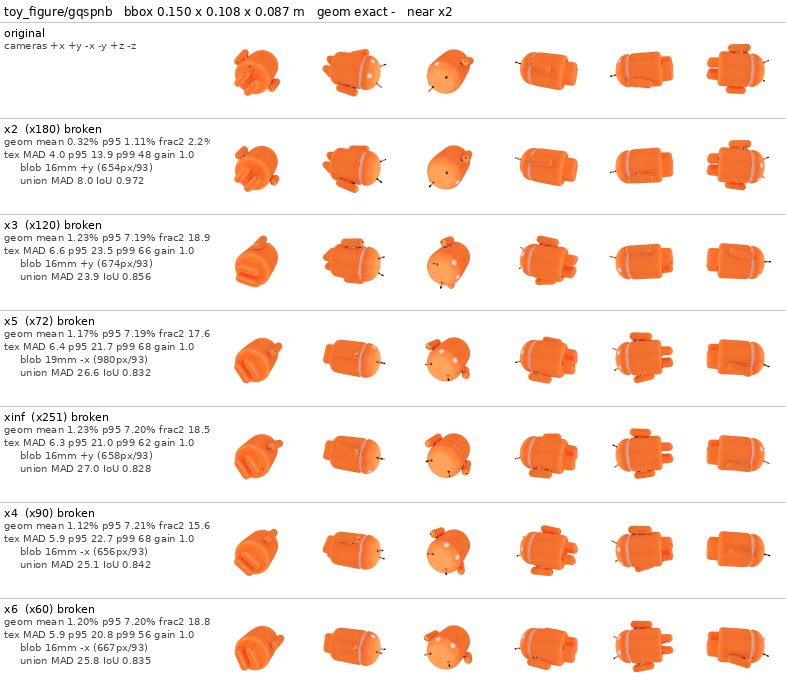 toy_figure/gqspnb bbox 0.150 x 0.108 x 0.087 m geom exact - near x2
original
cameras +x +y -x -y +z -z
x2 (x180) broken
geom mean 0.32% p95 1.11% frac2 2.2%
tex MAD 4.0 p95 13.9 p99 48 gain 1.0
blob 16mm +y (654px/93)
union MAD 8.0 IoU 0.972
x3 (x120) broken
geom mean 1.23% p95 7.19% frac2 18.9
tex MAD 6.6 p95 23.5 p99 66 gain 1.0
blob 16mm +y (674px/93)
union MAD 23.9 IoU 0.856
x5 (x72) broken
geom mean 1.17% p95 7.19% frac2 17.6
tex MAD 6.4 p95 21.7 p99 68 gain 1.0
blob 19mm -x (980px/93)
union MAD 26.6 IoU 0.832
xinf (x251) broken
geom mean 1.23% p95 7.20% frac2 18.5
tex MAD 6.3 p95 21.0 p99 62 gain 1.0
blob 16mm +y (658px/93)
union MAD 27.0 IoU 0.828
x4 (x90) broken
geom mean 1.12% p95 7.21% frac2 15.6
tex MAD 5.9 p95 22.7 p99 68 gain 1.0
blob 16mm -x (656px/93)
union MAD 25.1 IoU 0.842
x6 (x60) broken
geom mean 1.20% p95 7.20% frac2 18.8
tex MAD 5.9 p95 20.8 p99 56 gain 1.0
blob 16mm -x (667px/93)
union MAD 25.8 IoU 0.835